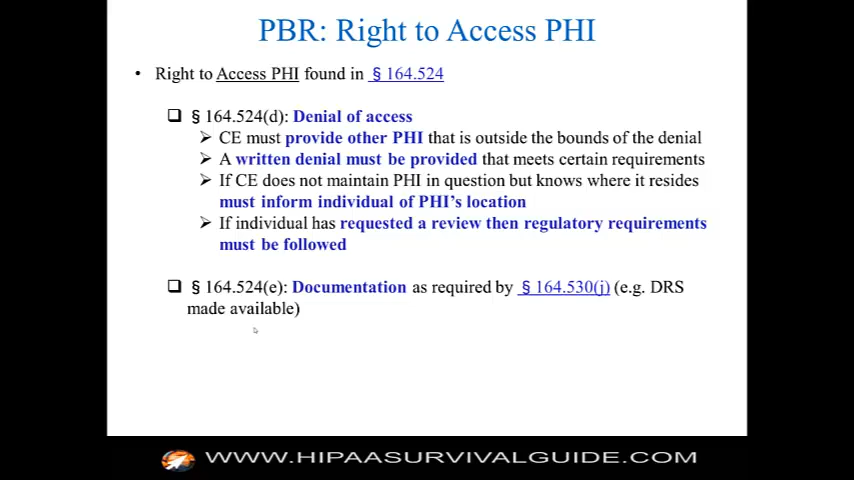 PBR: Right to Access PHI
• Right to Access PHI found in § 164.524
❑ § 164.524(d): Denial of access
➢ CE must provide other PHI that is outside the bounds of the denial
➢ A written denial must be provided that meets certain requirements
➢ If CE does not maintain PHI in question but knows where it resides
must inform individual of PHI's location
➢ If individual has requested a review then regulatory requirements
must be followed
❑ § 164.524(e): Documentation as required by § 164.530(j) (e.g. DRS
made available)
WWW.HIPAASURVIVALGUIDE.COM